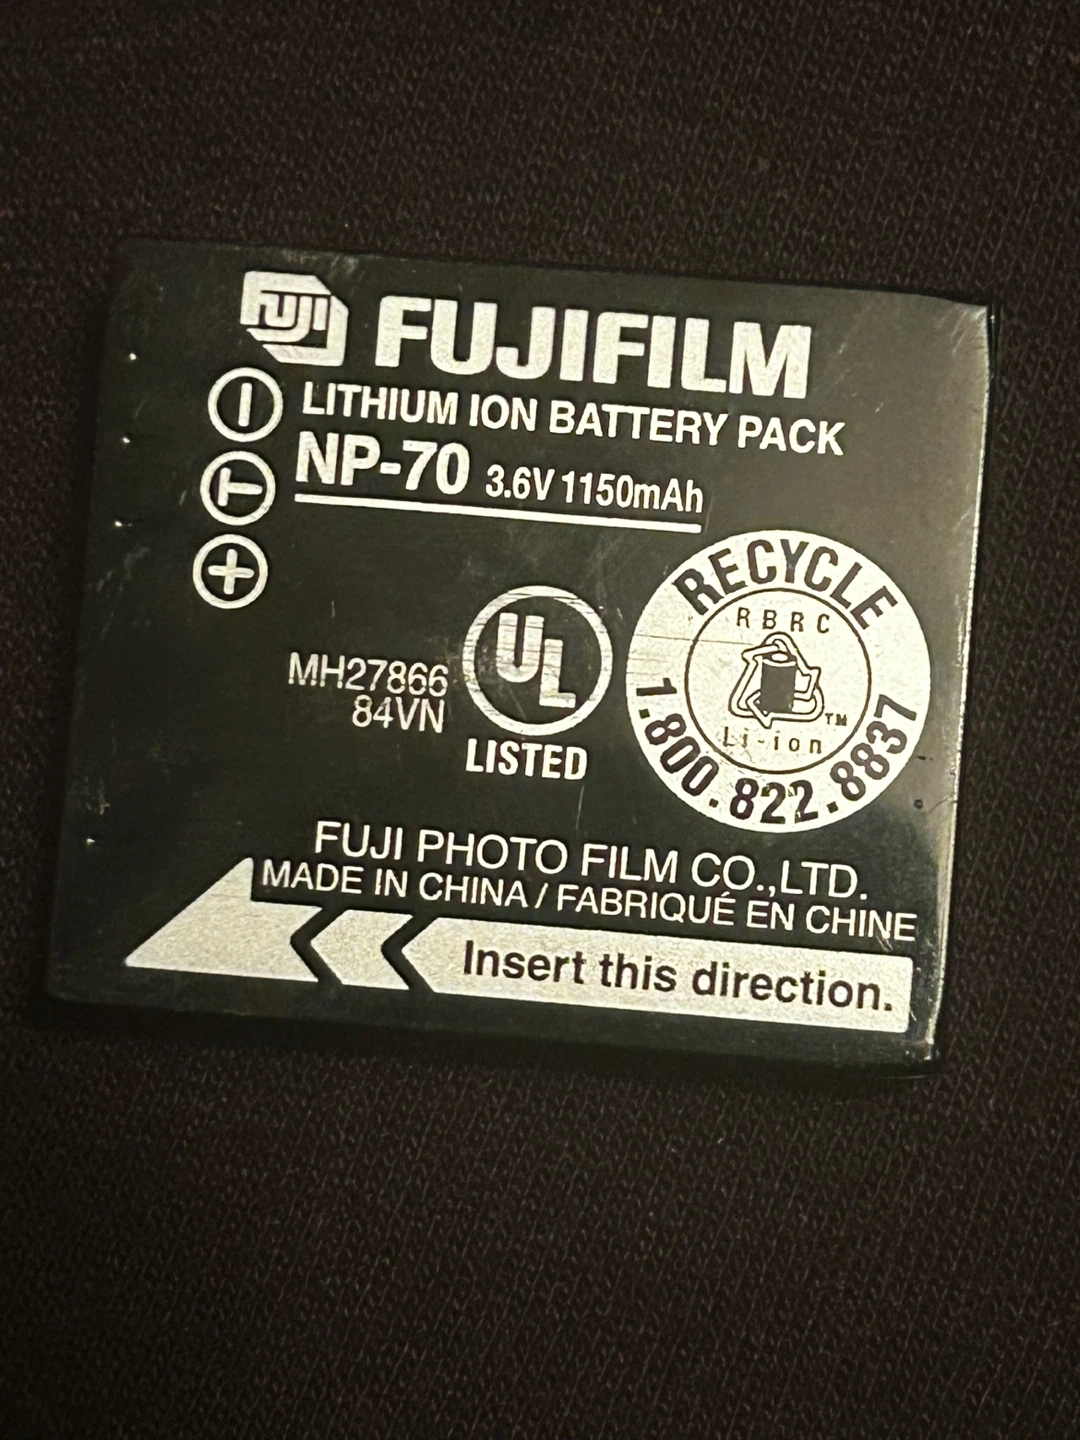 FUJI FUJIFILM
LITHIUM ION BATTERY PACK
NP-70 3.6V 1150mAh
T
RECYCLE
RBRC
TM
Li-ion
1.800.822.8837
UL
LISTED
MH27866
84VN
FUJI PHOTO FILM CO.,LTD.
MADE IN CHINA / FABRIQUÉ EN CHINE
Insert this direction.